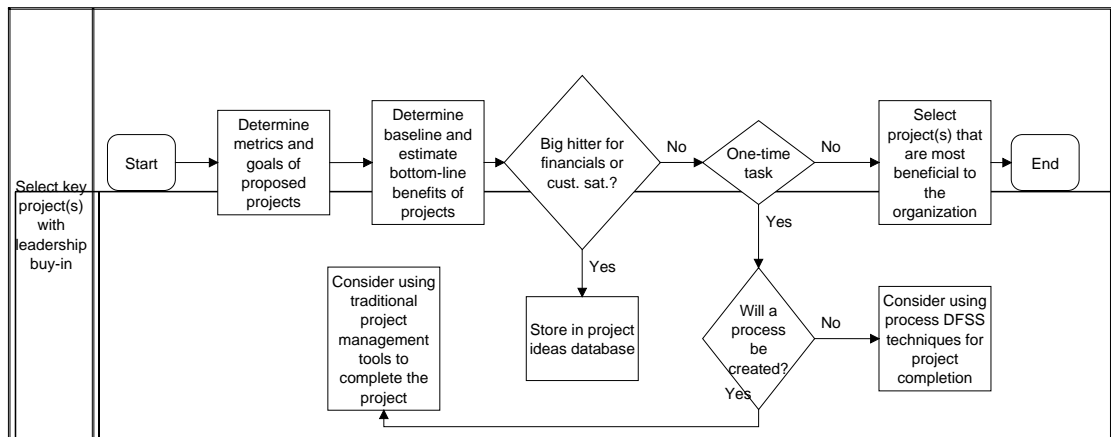 Select key
project(s)
with
leadership
buy-in
Start
Determine
metrics and
goals of
proposed
projects
Determine
baseline and
estimate
bottom-line
benefits of
projects
Big hitter for
financials or
cust. sat.?
No
One-time
task
No
Select
project(s) that
are most
beneficial to
the
organization
End
Yes
Yes
Consider using
traditional
project
management
tools to
complete the
project
Store in project
ideas database
Will a
process
be
created?
No
Consider using
process DFSS
techniques for
project
completion
Yes